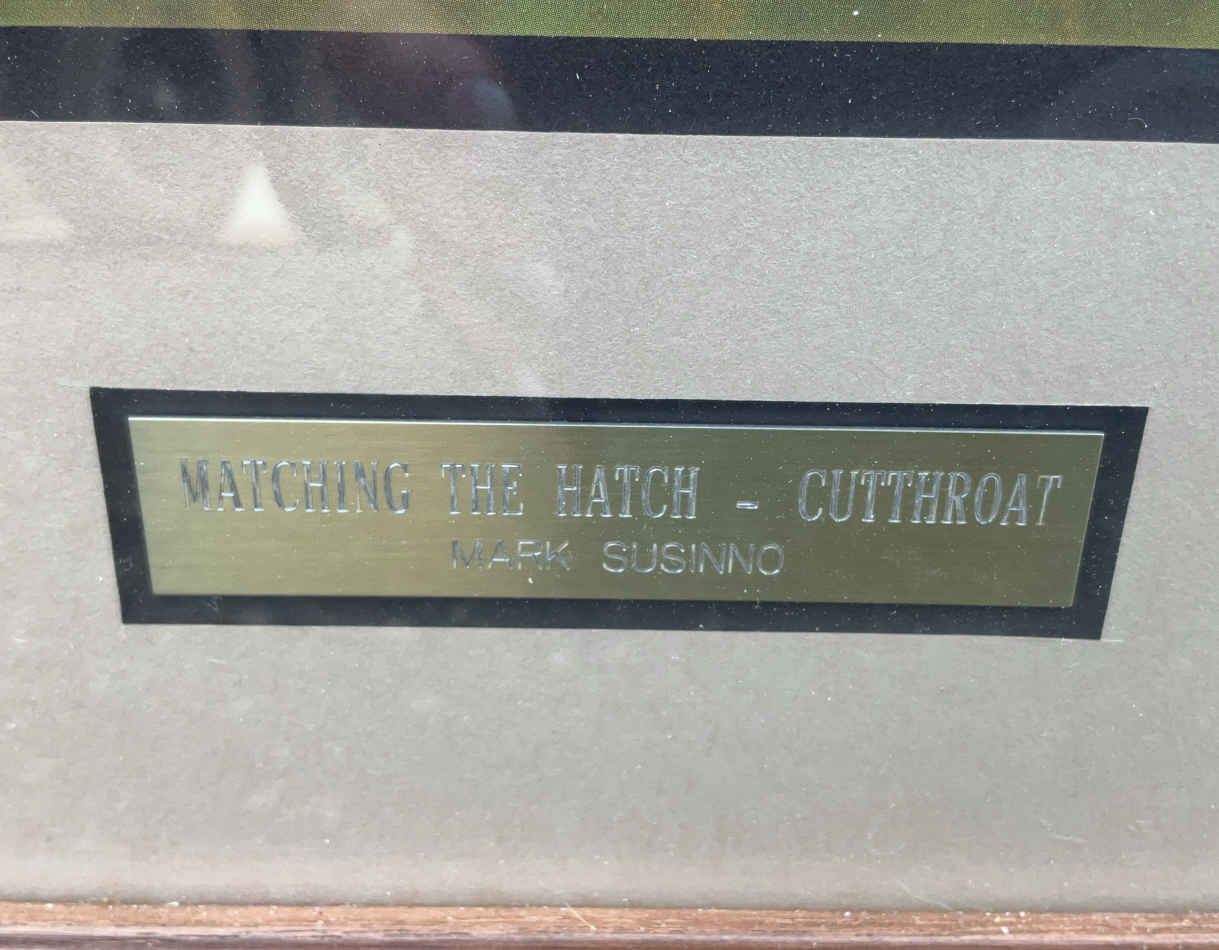 MATCHING THE HATCH - CUTTHROAT
MARK SUSINNO